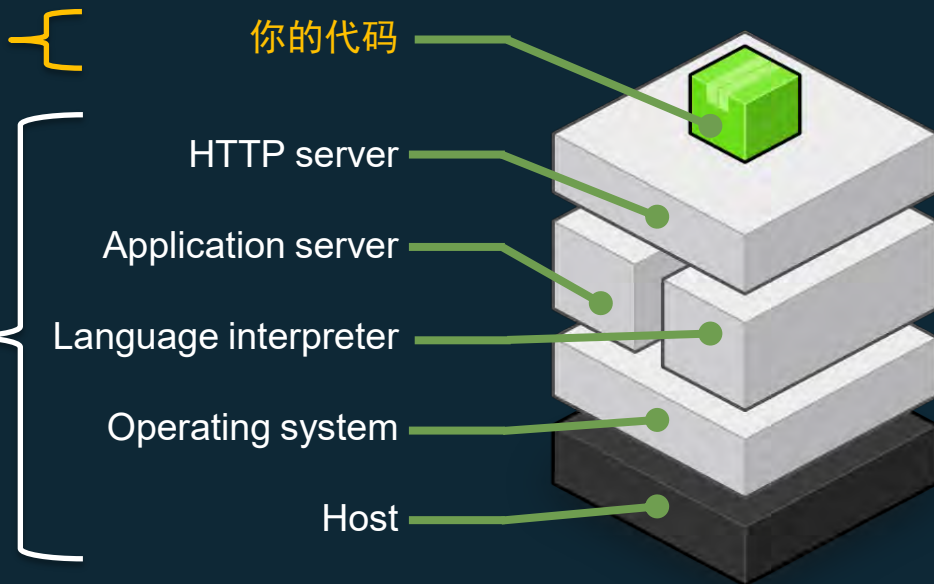 你的代码
HTTP server
Application server
Language interpreter
Operating system
Host